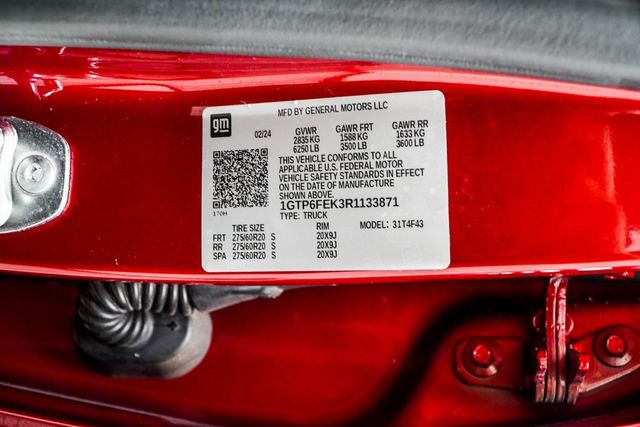 MFD BY GENERAL MOTORS LLC
gm
02/24 GVWR GAWR FRT GAWR RR
2835 KG 1588 KG 1633 KG
6250 LB 3500 LB 3600 LB
THIS VEHICLE CONFORMS TO ALL
APPLICABLE U.S. FEDERAL MOTOR
VEHICLE SAFETY STANDARDS IN EFFECT
ON THE DATE OF MANUFACTURE
SHOWN ABOVE.
170H
1GTP6FEK3R1133871
TYPE: TRUCK MODEL: 31T4F43
TIRE SIZE RIM
FRT 275/60R20 S 20X9J
RR 275/60R20 S 20X9J
SPA 275/60R20 S 20X9J